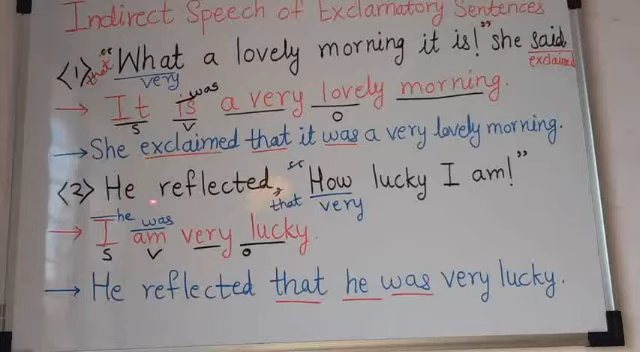 Indirect Speech of Exclamatory Sentences
<1> "What a lovely morning it is!" she said
that very exclaimed
was
→ It is a very lovely morning.
S V O
→ She exclaimed that it was a very lovely morning.
<2> He reflected, "How lucky I am!"
that very
he was
→ I am very lucky.
S V O
→ He reflected that he was very lucky.